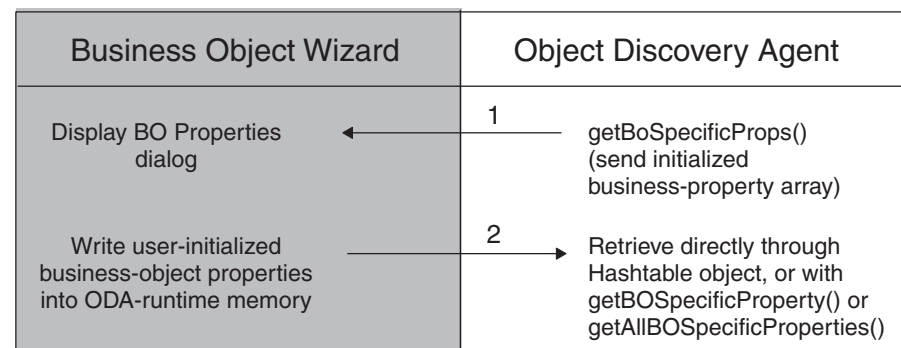 Business Object Wizard
Object Discovery Agent
Display BO Properties
dialog
1
getBoSpecificProps()
(send initialized
business-property array)
Write user-initialized
business-object properties
into ODA-runtime memory
2
Retrieve directly through
Hashtable object, or with
getBOSpecificProperty() or
getAllBOSpecificProperties()